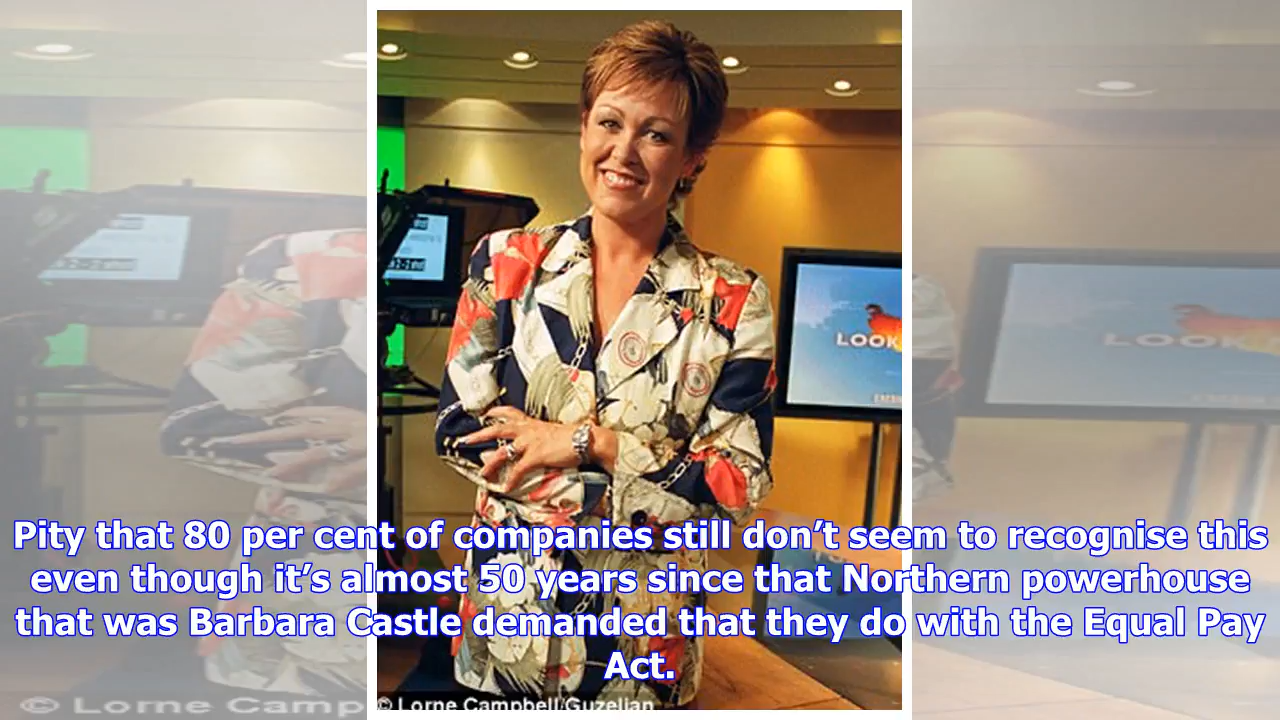 LOOK
Pity that 80 per cent of companies still don’t seem to recognise this
even though it’s almost 50 years since that Northern powerhouse
that was Barbara Castle demanded that they do with the Equal Pay
Act.
© Lorne Campbell/Guzelian
© Lorne Camp